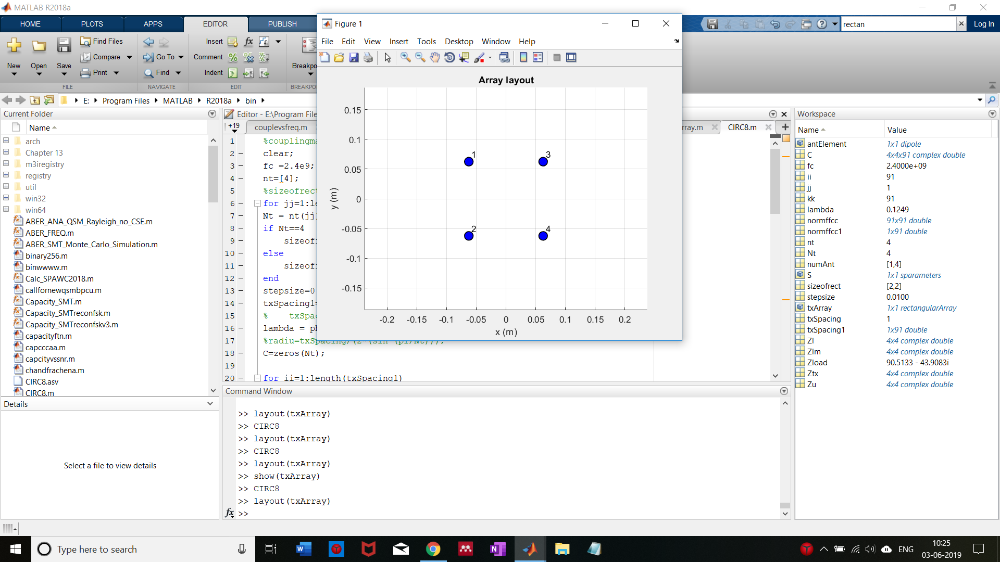 MATLAB R2018a
HOME PLOTS APPS EDITOR PUBLISH
rectan
Log In
Figure 1
File Edit View Insert Tools Desktop Window Help
New Open Save
Find Files
Compare
Print
Go To
Find
Insert
Comment
Indent
FILE NAVIGATE EDIT
E: Program Files MATLAB R2018a bin
Current Folder
Name
arch
Chapter 13
m3iregistry
registry
util
win32
win64
ABER_ANA_QSM_Rayleigh_no_CSE.m
ABER_FREQ.m
ABER_SMT_Monte_Carlo_Simulation.m
binary256.m
binwwww.m
Calc_SPAWC2018.m
callfornewqsmbpcu.m
Capacity_SMT.m
Capacity_SMTreconfsk.m
Capacity_SMTreconfskv3.m
capacityftn.m
capcccaa.m
capcityvssnr.m
chandfrachena.m
CIRC8.asv
CIRC8.m
Details
Select a file to view details
Editor - E:\Program File
+19
couplevsfreq.m
rray.m
CIRC8.m
1 %couplingma
2 clear;
3 fc =2.4e9;
4 nt=[4];
5 %sizeofrect
6 for jj=1:le
7 Nt = nt(jj)
8 if Nt==4
9 sizeofr
10 else
11 sizeofr
12 end
13 stepsize=0
14 txSpacing1=
15 % txSpac
16 lambda = ph
17 %radiu=txSpacing/(2*(sin (pi/Nt)));
18 C=zeros(Nt);
19
20 for ii=1:length(txSpacing1)
Array layout
y (m)
0.15
0.1
0.05
0
-0.05
-0.1
-0.15
1
3
2
4
-0.2 -0.15 -0.1 -0.05 0 0.05 0.1 0.15 0.2
x (m)
Command Window
>> layout(txArray)
>> CIRC8
>> layout(txArray)
>> CIRC8
>> layout(txArray)
>> show(txArray)
>> CIRC8
>> layout(txArray)
fx >>
Workspace
Name Value
antElement 1x1 dipole
C 4x4x91 complex double
fc 2.4000e+09
ii 91
jj 1
kk 91
lambda 0.1249
normffcc 91x91 double
normffcc1 1x91 double
nt 4
Nt 4
numAnt [1,4]
S 1x1 sparameters
sizeofrect [2,2]
stepsize 0.0100
txArray 1x1 rectangularArray
txSpacing 1
txSpacing1 1x91 double
Zl 4x4 complex double
Zlm 4x4 complex double
Zload 90.5133 - 43.9083i
Ztx 4x4 complex double
Zu 4x4 complex double
Type here to search
ENG
10:25
03-06-2019